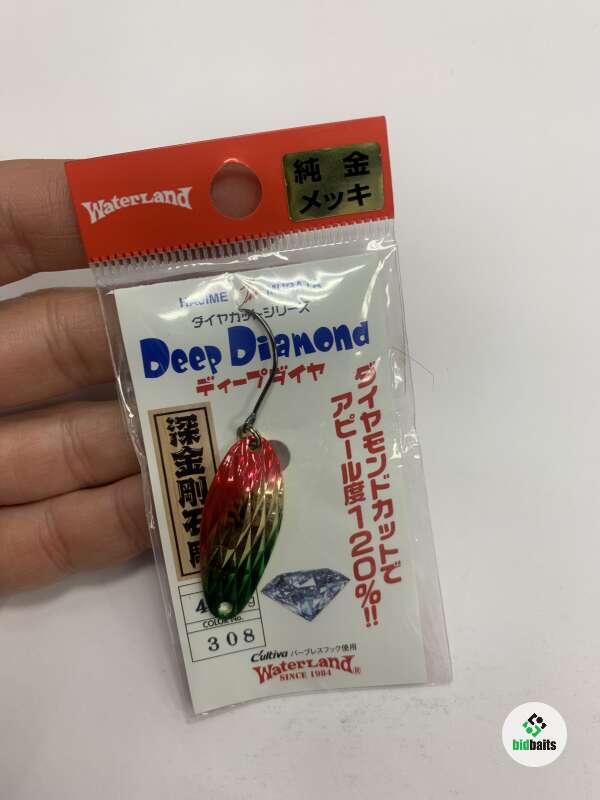 WaterLand
純金
メッキ
HAJIME
ダイヤカットシリーズ
Deep Diamond
ディープダイヤ
ダイヤモンドカットで
アピール度120%!!
深金剛石
COLOR No.
308
C'ultiva バーブレスフック使用
WaterLand®
SINCE 1984
bidbaits